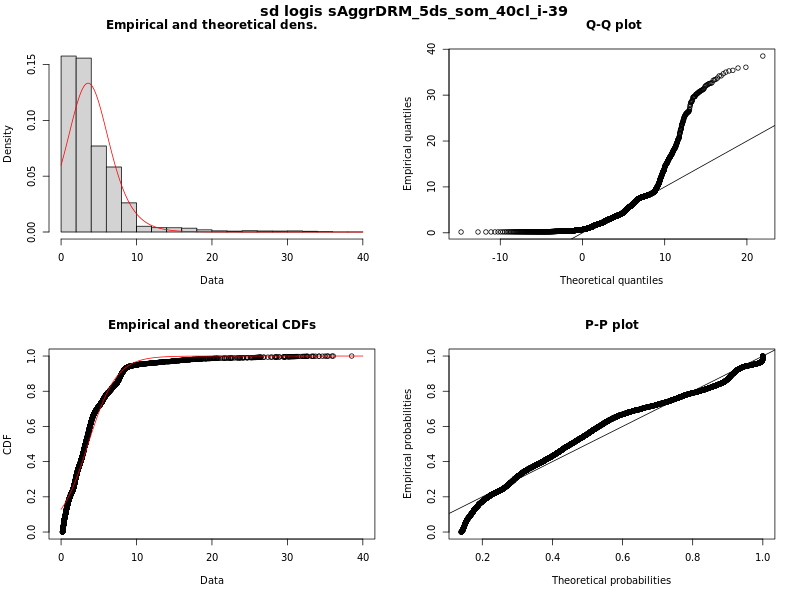 sd logis sAggrDRM_5ds_som_40cl_i-39
Empirical and theoretical dens.
Density
0.00 0.05 0.10 0.15
0 10 20 30 40
Data
Q-Q plot
Empirical quantiles
0 10 20 30 40
-10 0 10 20
Theoretical quantiles
Empirical and theoretical CDFs
CDF
0.0 0.2 0.4 0.6 0.8 1.0
0 10 20 30 40
Data
P-P plot
Empirical probabilities
0.0 0.2 0.4 0.6 0.8 1.0
0.2 0.4 0.6 0.8 1.0
Theoretical probabilities